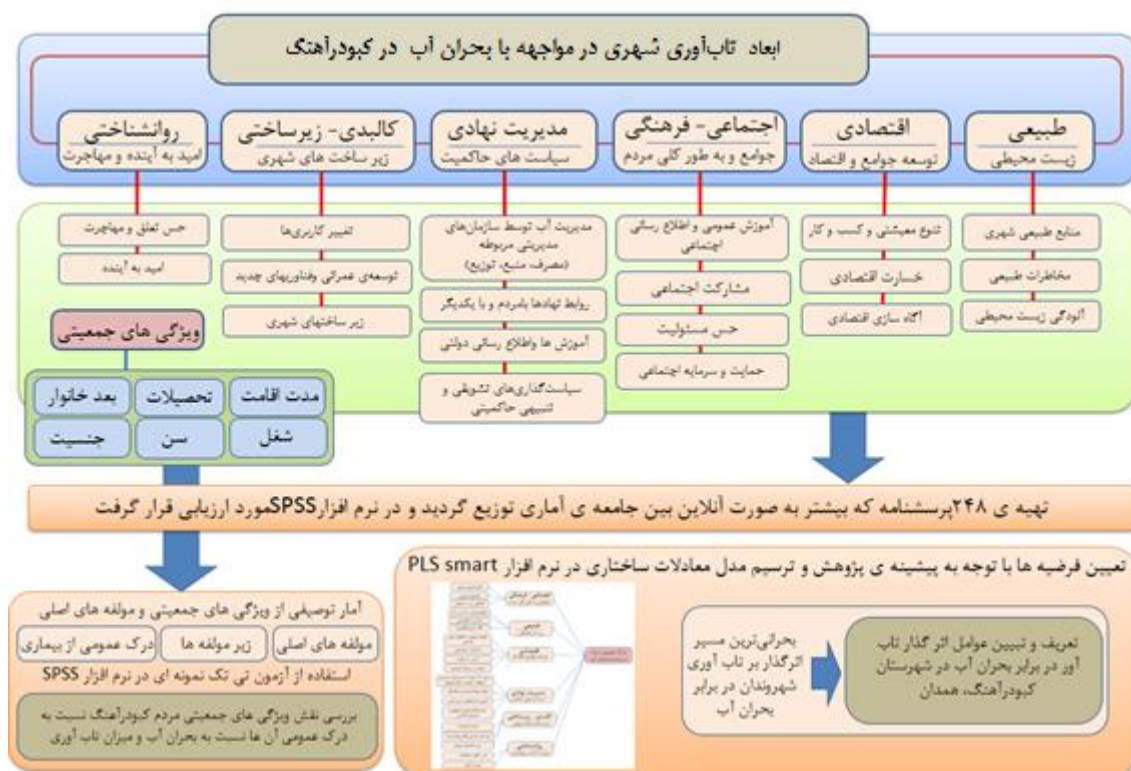 ابعاد تاب‌آوری شهری در مواجهه با بحران آب در کبودرآهنگ
طبیعی
زیست محیطی
اقتصادی
توسعه جوامع و اقتصاد
اجتماعی- فرهنگی
جوامع و به طور کلی مردم
مدیریت نهادی
سیاست های حاکمیت
کالبدی- زیرساختی
زیر ساخت های شهری
روانشناختی
امید به آینده و مهاجرت
منابع طبیعی شهری
مخاطرات طبیعی
آلودگی زیست محیطی
تنوع معیشتی و کسب و کار
خسارت اقتصادی
آگاه سازی اقتصادی
آموزش عمومی و اطلاع رسانی
اجتماعی
مشارکت اجتماعی
حس مسئولیت
حمایت و سرمایه اجتماعی
مدیریت آب توسط سازمان‌های
مدیریتی مربوطه
(مصرف، منبع، توزیع)
روابط نهادها بامردم و با یکدیگر
آموزش ها واطلاع رسانی دولتی
سیاست‌گذاری‌های تشویقی و
تنبیهی حاکمیتی
تغییر کاربری‌ها
توسعه‌ی عمرانی وفناوریهای جدید
زیر ساختهای شهری
حس تعلق و مهاجرت
امید به آینده
ویژگی های جمعیتی
مدت اقامت
تحصیلات
بعد خانوار
شغل
سن
جنسیت
تهیه ی ۲۴۸پرسشنامه که بیشتر به صورت آنلاین بین جامعه ی آماری توزیع گردید و در نرم افزارSPSSمورد ارزیابی قرار گرفت
تعیین فرضیه ها با توجه به پیشینه ی پژوهش و ترسیم مدل معادلات ساختاری در نرم افزار PLS smart
بحرانی‌ترین مسیر
اثرگذار بر تاب آوری
شهروندان در برابر
بحران آب
تعریف و تبیین عوامل اثر گذار تاب
آور در برابر بحران آب در شهرستان
کبودرآهنگ، همدان
آمار توصیفی از ویژگی های جمعیتی و مولفه های اصلی
مولفه های اصلی
زیر مولفه ها
درک عمومی از بیماری
استفاده از آزمون تی تک نمونه ای در نرم افزار SPSS
بررسی نقش ویژگی های جمعیتی مردم کبودرآهنگ نسبت به
درک عمومی آن ها نسبت به بحران آب و میزان تاب آوری